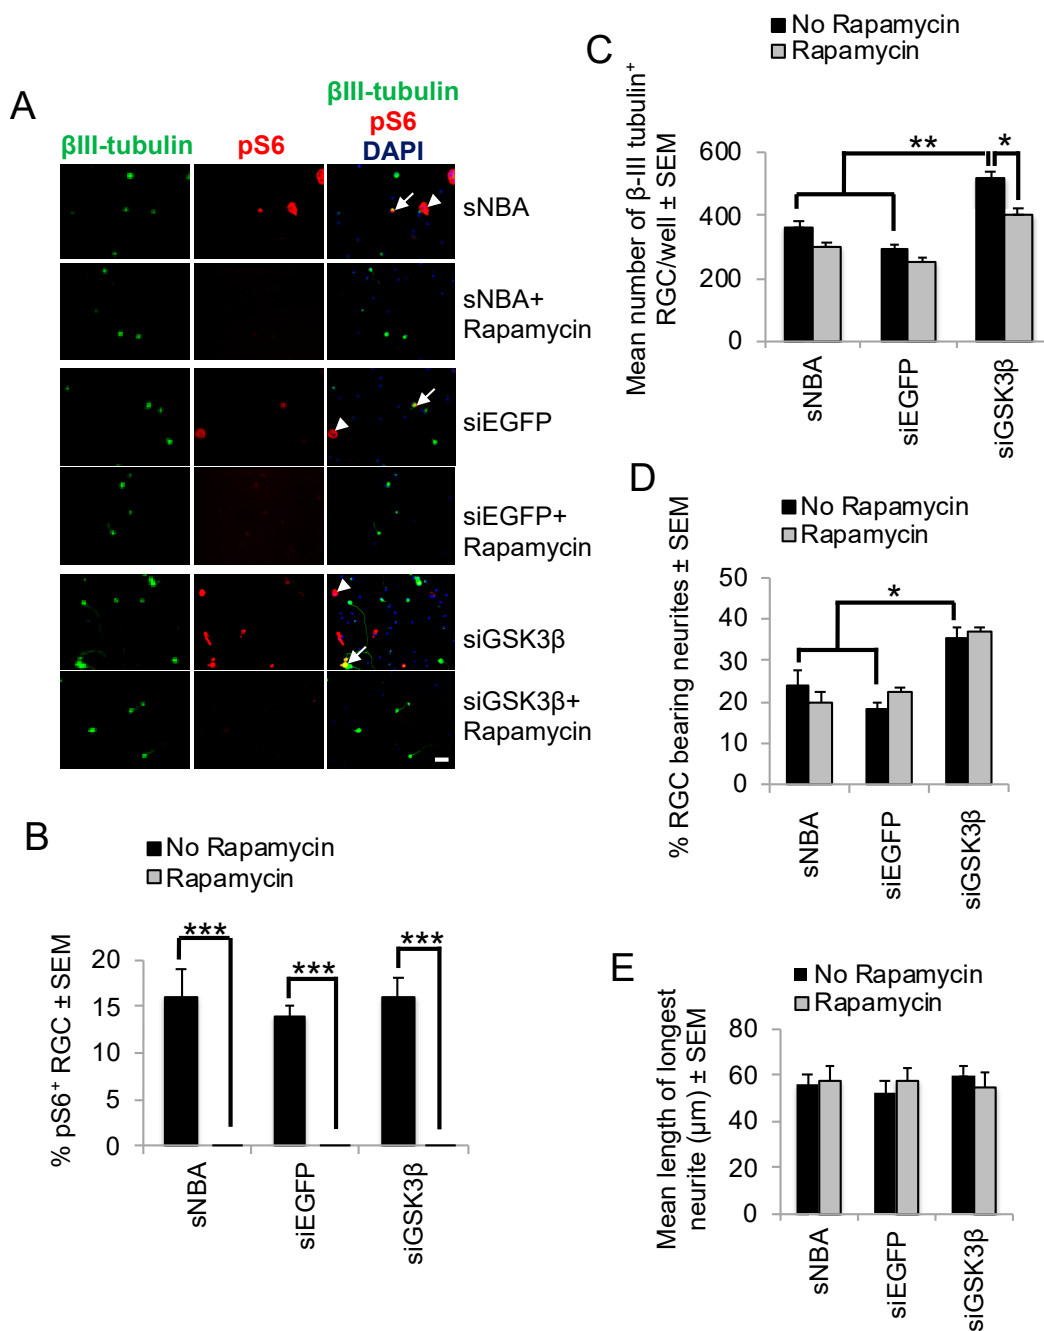 A
βIII-tubulin
pS6
βIII-tubulin
pS6
DAPI
sNBA
sNBA+
Rapamycin
siEGFP
siEGFP+
Rapamycin
siGSK3β
siGSK3β+
Rapamycin
B
No Rapamycin
Rapamycin
% pS6⁺ RGC ± SEM
20
15
10
5
0
***
***
***
sNBA
siEGFP
siGSK3β
C
No Rapamycin
Rapamycin
Mean number of β-III tubulin⁺
RGC/well ± SEM
600
400
200
0
**
*
sNBA
siEGFP
siGSK3β
D
No Rapamycin
Rapamycin
% RGC bearing neurites ± SEM
50
40
30
20
10
0
*
sNBA
siEGFP
siGSK3β
E
No Rapamycin
Rapamycin
Mean length of longest
neurite (μm) ± SEM
80
60
40
20
0
sNBA
siEGFP
siGSK3β